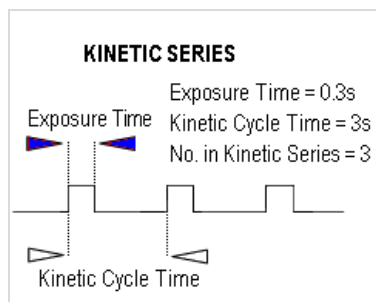 KINETIC SERIES
Exposure Time = 0.3s
Exposure Time
Kinetic Cycle Time = 3s
No. in Kinetic Series = 3
Kinetic Cycle Time